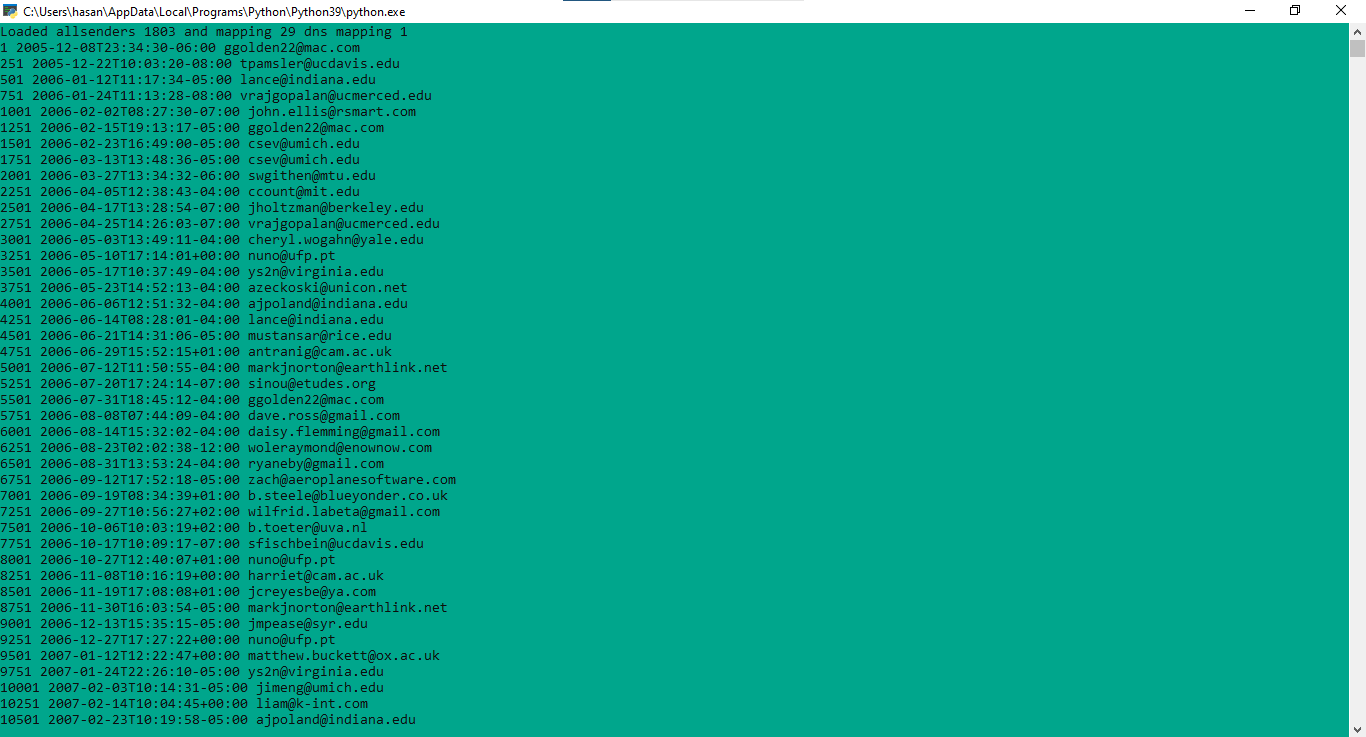 C:\Users\hasan\AppData\Local\Programs\Python\Python39\python.exe
Loaded allsenders 1803 and mapping 29 dns mapping 1
1 2005-12-08T23:34:30-06:00 ggolden22@mac.com
251 2005-12-22T10:03:20-08:00 tpamsler@ucdavis.edu
501 2006-01-12T11:17:34-05:00 lance@indiana.edu
751 2006-01-24T11:13:28-08:00 vrajgopalan@ucmerced.edu
1001 2006-02-02T08:27:30-07:00 john.ellis@rsmart.com
1251 2006-02-15T19:13:17-05:00 ggolden22@mac.com
1501 2006-02-23T16:49:00-05:00 csev@umich.edu
1751 2006-03-13T13:48:36-05:00 csev@umich.edu
2001 2006-03-27T13:34:32-06:00 swgithen@mtu.edu
2251 2006-04-05T12:38:43-04:00 ccount@mit.edu
2501 2006-04-17T13:28:54-07:00 jholtzman@berkeley.edu
2751 2006-04-25T14:26:03-07:00 vrajgopalan@ucmerced.edu
3001 2006-05-03T13:49:11-04:00 cheryl.wogahn@yale.edu
3251 2006-05-10T17:14:01+00:00 nuno@ufp.pt
3501 2006-05-17T10:37:49-04:00 ys2n@virginia.edu
3751 2006-05-23T14:52:13-04:00 azeckoski@unicon.net
4001 2006-06-06T12:51:32-04:00 ajpoland@indiana.edu
4251 2006-06-14T08:28:01-04:00 lance@indiana.edu
4501 2006-06-21T14:31:06-05:00 mustansar@rice.edu
4751 2006-06-29T15:52:15+01:00 antranig@cam.ac.uk
5001 2006-07-12T11:50:55-04:00 markjnorton@earthlink.net
5251 2006-07-20T17:24:14-07:00 sinou@etudes.org
5501 2006-07-31T18:45:12-04:00 ggolden22@mac.com
5751 2006-08-08T07:44:09-04:00 dave.ross@gmail.com
6001 2006-08-14T15:32:02-04:00 daisy.flemming@gmail.com
6251 2006-08-23T02:02:38-12:00 woleraymond@enownow.com
6501 2006-08-31T13:53:24-04:00 ryaneby@gmail.com
6751 2006-09-12T17:52:18-05:00 zach@aeroplanesoftware.com
7001 2006-09-19T08:34:39+01:00 b.steele@blueyonder.co.uk
7251 2006-09-27T10:56:27+02:00 wilfrid.labeta@gmail.com
7501 2006-10-06T10:03:19+02:00 b.toeter@uva.nl
7751 2006-10-17T10:09:17-07:00 sfischbein@ucdavis.edu
8001 2006-10-27T12:40:07+01:00 nuno@ufp.pt
8251 2006-11-08T10:16:19+00:00 harriet@cam.ac.uk
8501 2006-11-19T17:08:08+01:00 jcreyesbe@ya.com
8751 2006-11-30T16:03:54-05:00 markjnorton@earthlink.net
9001 2006-12-13T15:35:15-05:00 jmpease@syr.edu
9251 2006-12-27T17:27:22+00:00 nuno@ufp.pt
9501 2007-01-12T12:22:47+00:00 matthew.buckett@ox.ac.uk
9751 2007-01-24T22:26:10-05:00 ys2n@virginia.edu
10001 2007-02-03T10:14:31-05:00 jimeng@umich.edu
10251 2007-02-14T10:04:45+00:00 liam@k-int.com
10501 2007-02-23T10:19:58-05:00 ajpoland@indiana.edu